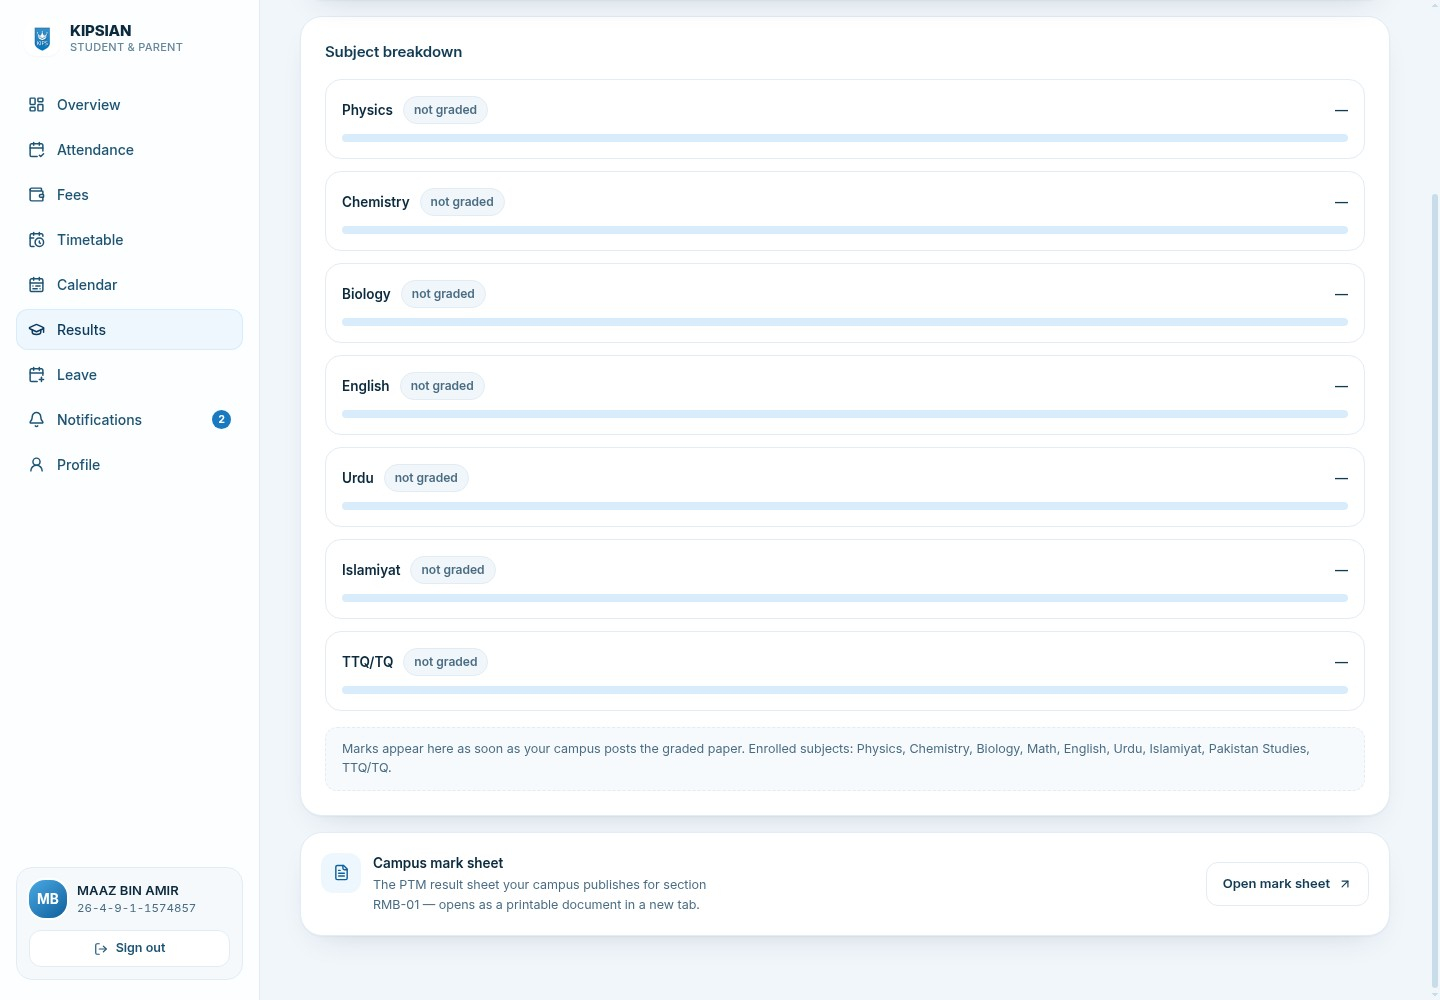 KIPS
KIPSIAN
STUDENT & PARENT
Overview
Attendance
Fees
Timetable
Calendar
Results
Leave
Notifications 2
Profile
MB
MAAZ BIN AMIR
26-4-9-1-1574857
Sign out
Subject breakdown
Physics not graded —
Chemistry not graded —
Biology not graded —
English not graded —
Urdu not graded —
Islamiyat not graded —
TTQ/TQ not graded —
Marks appear here as soon as your campus posts the graded paper. Enrolled subjects: Physics, Chemistry, Biology, Math, English, Urdu, Islamiyat, Pakistan Studies,
TTQ/TQ.
Campus mark sheet
The PTM result sheet your campus publishes for section
RMB-01 — opens as a printable document in a new tab.
Open mark sheet